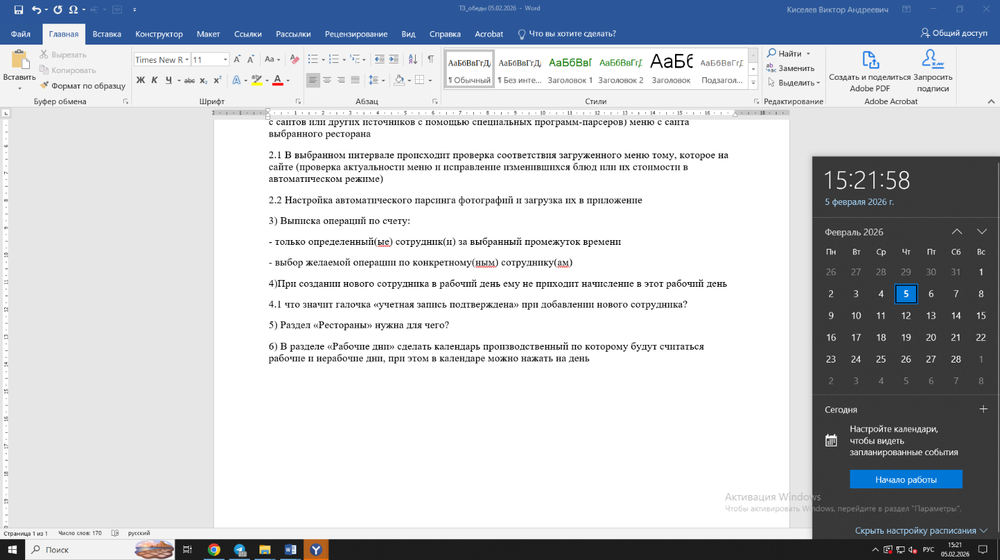 ТЗ_обеды 05.02.2026 - Word
Киселев Виктор Андреевич
Файл Главная Вставка Конструктор Макет Ссылки Рассылки Рецензирование Вид Справка Acrobat Что вы хотите сделать? Общий доступ
Вставить
Вырезать
Копировать
Формат по образцу
Буфер обмена
Times New R 11 Aa
Ж К Ч abc x₂ x² A ab A
Шрифт
Абзац
АаБбВвГгД, АаБбВвГгД, АаБбВвГ АаБбВвГг АаБб АаБбВвГг
¶ Обычный ¶ Без инте... Заголовок 1 Заголовок 2 Заголовок Подзагол...
Стили
Найти
Заменить
Выделить
Редактирование
Создать и поделиться Adobe PDF
Запросить подписи
Adobe Acrobat
с сайтов или других источников с помощью специальных программ-парсеров) меню с сайта
выбранного ресторана
2.1 В выбранном интервале происходит проверка соответствия загруженного меню тому, которое на
сайте (проверка актуальности меню и исправление изменившихся блюд или их стоимости в
автоматическом режиме)
2.2 Настройка автоматического парсинга фотографий и загрузка их в приложение
3) Выписка операций по счету:
- только определенный(ые) сотрудник(и) за выбранный промежуток времени
- выбор желаемой операции по конкретному(ным) сотруднику(ам)
4)При создании нового сотрудника в рабочий день ему не приходит начисление в этот рабочий день
4.1 что значит галочка «учетная запись подтверждена» при добавлении нового сотрудника?
5) Раздел «Рестораны» нужна для чего?
6) В разделе «Рабочие дни» сделать календарь производственный по которому будут считаться
рабочие и нерабочие дни, при этом в календаре можно нажать на день
15:21:58
5 февраля 2026 г.
Февраль 2026
Пн Вт Ср Чт Пт Сб Вс
26 27 28 29 30 31 1
2 3 4 5 6 7 8
9 10 11 12 13 14 15
16 17 18 19 20 21 22
23 24 25 26 27 28 1
2 3 4 5 6 7 8
Сегодня
Настройте календари,
чтобы видеть
запланированные события
Начало работы
Активация Windows
Чтобы активировать Windows, перейдите в раздел "Параметры".
Скрыть настройку расписания
Страница 1 из 1 Число слов: 170 русский
Поиск
272
РУС
15:21
05.02.2026